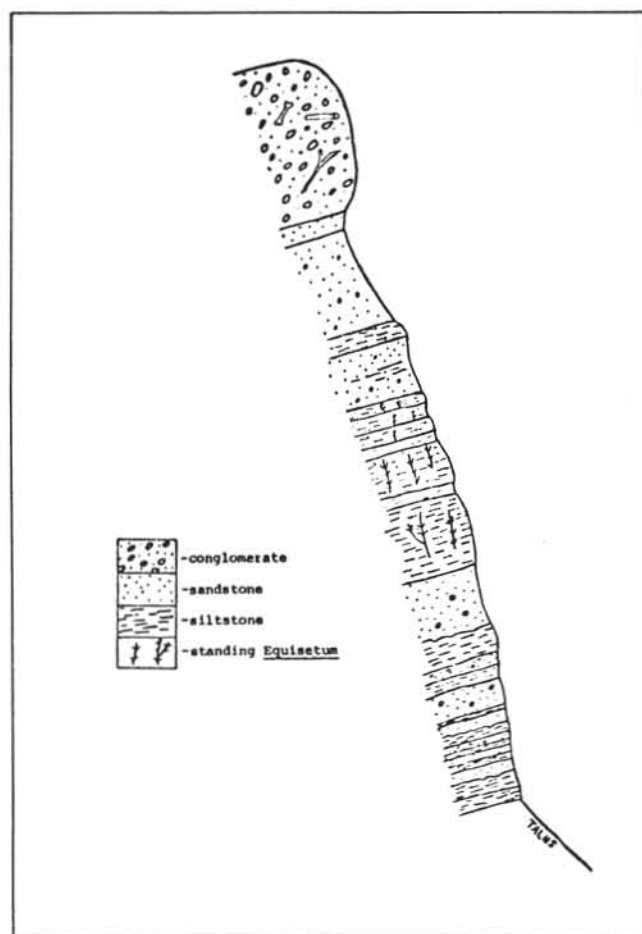 -conglomerate
-sandstone
-siltstone
-standing Equisetum
TALUS